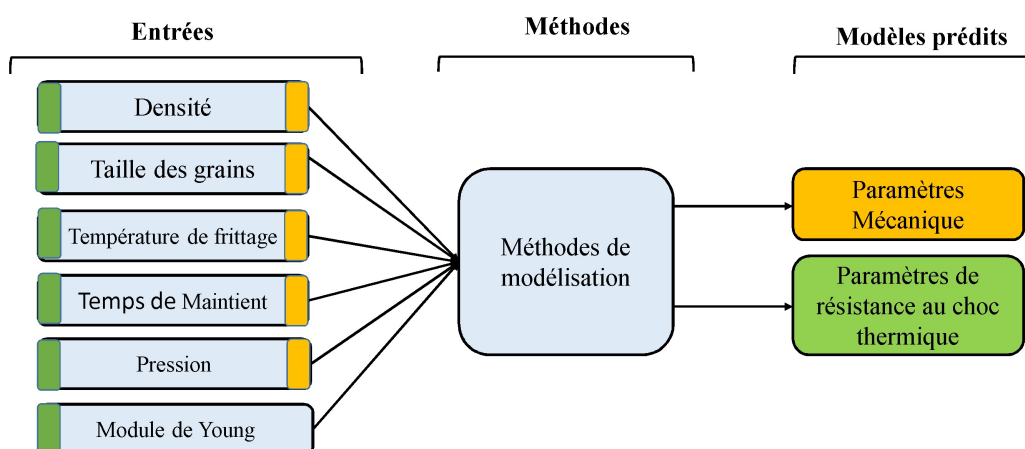 Entrées
Méthodes
Modèles prédits
Densité
Taille des grains
Température de frittage
Temps de Maintient
Pression
Module de Young
Méthodes de
modélisation
Paramètres
Mécanique
Paramètres de
résistance au choc
thermique